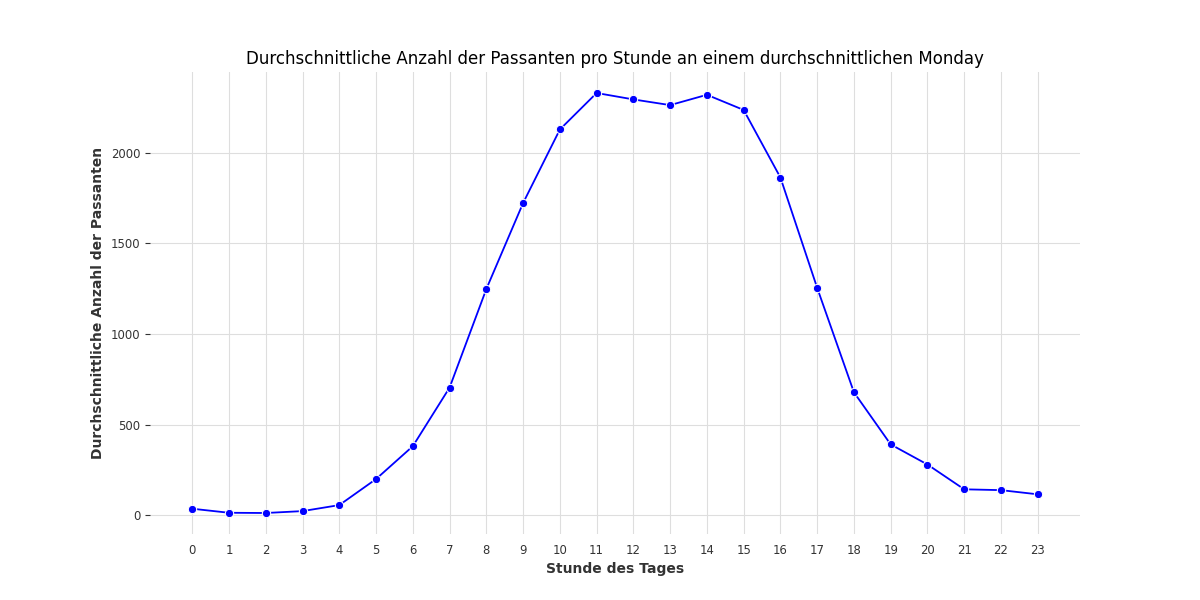 Durchschnittliche Anzahl der Passanten pro Stunde an einem durchschnittlichen Monday
Durchschnittliche Anzahl der Passanten
2000
1500
1000
500
0
0 1 2 3 4 5 6 7 8 9 10 11 12 13 14 15 16 17 18 19 20 21 22 23
Stunde des Tages